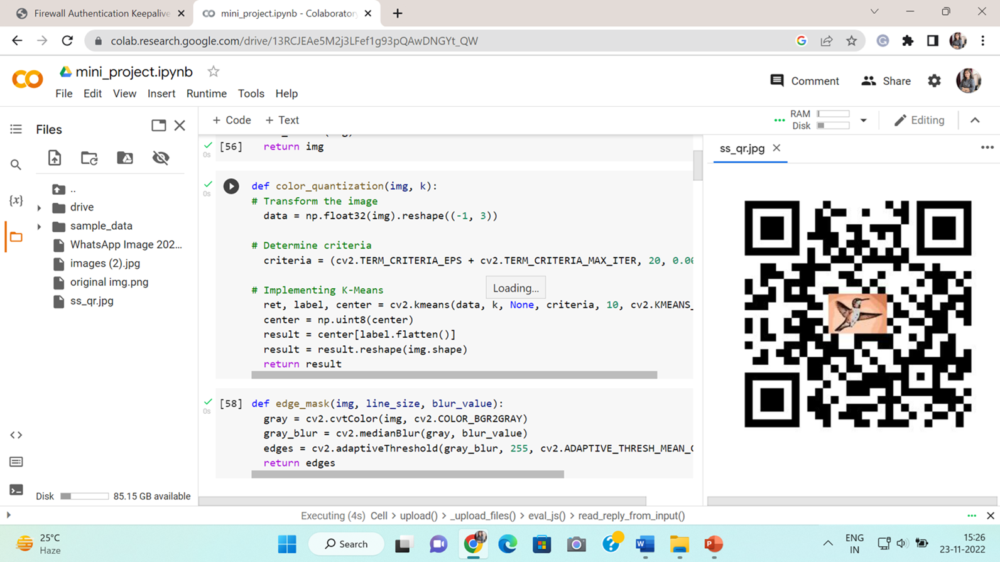 Firewall Authentication Keepalive
mini_project.ipynb - Colaboratory
colab.research.google.com/drive/13RCJEAe5M2j3LFef1g93pQAwDNGYt_QW
mini_project.ipynb
File Edit View Insert Runtime Tools Help
Comment Share
Files
+ Code + Text
RAM
Disk
Editing
..
drive
sample_data
WhatsApp Image 202...
images (2).jpg
original img.png
ss_qr.jpg
Disk 85.15 GB available
[56] return img
0s
def color_quantization(img, k):
0s
# Transform the image
data = np.float32(img).reshape((-1, 3))
# Determine criteria
criteria = (cv2.TERM_CRITERIA_EPS + cv2.TERM_CRITERIA_MAX_ITER, 20, 0.00
Loading...
# Implementing K-Means
ret, label, center = cv2.kmeans(data, k, None, criteria, 10, cv2.KMEANS_
center = np.uint8(center)
result = center[label.flatten()]
result = result.reshape(img.shape)
return result
[58] def edge_mask(img, line_size, blur_value):
0s
gray = cv2.cvtColor(img, cv2.COLOR_BGR2GRAY)
gray_blur = cv2.medianBlur(gray, blur_value)
edges = cv2.adaptiveThreshold(gray_blur, 255, cv2.ADAPTIVE_THRESH_MEAN_C
return edges
ss_qr.jpg
Executing (4s) Cell > upload() > _upload_files() > eval_js() > read_reply_from_input()
25°C
Haze
Search
ENG
IN
15:26
23-11-2022